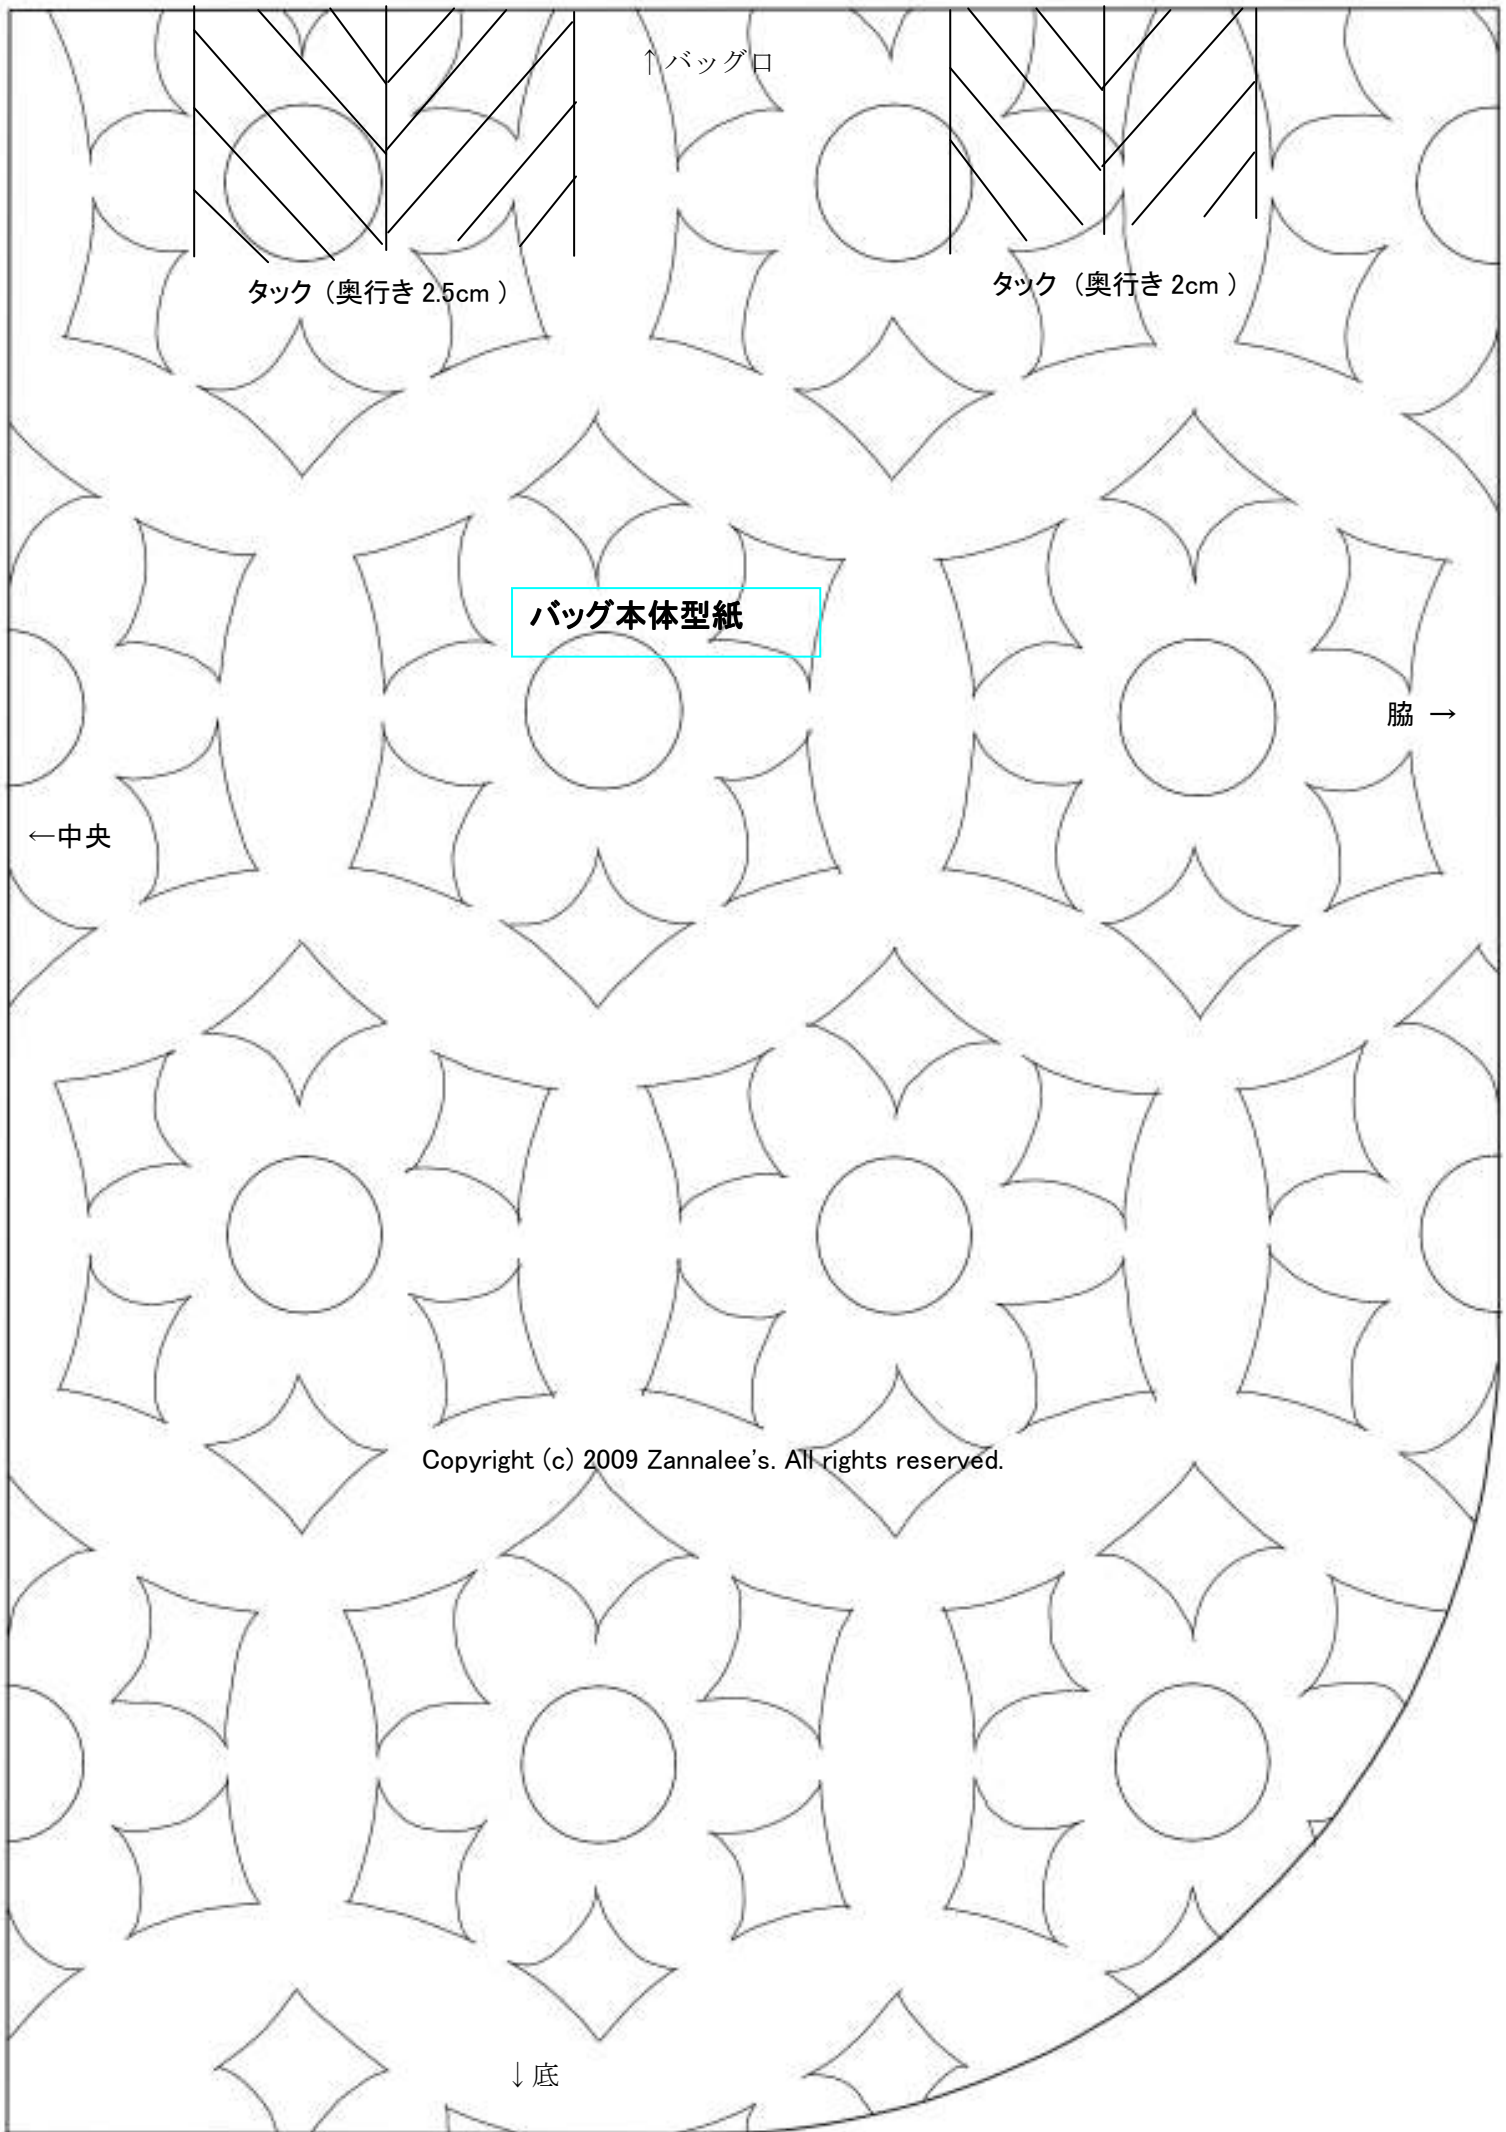 ↑バッグ口
タック（奥行き 2.5cm ）
タック（奥行き 2cm ）
バッグ本体型紙
脇 →
←中央
Copyright (c) 2009 Zannalee's. All rights reserved.
↓底